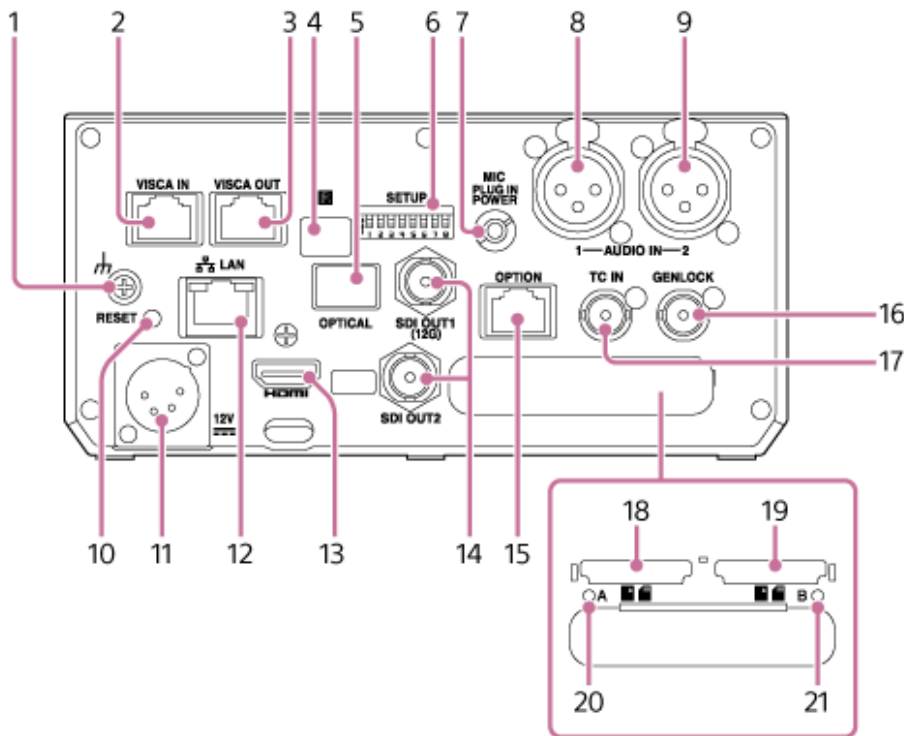 1 2 3 4 5 6 7 8 9
VISCA IN VISCA OUT
SETUP
1 2 3 4 5 6 7 8
MIC
PLUG IN
POWER
1 AUDIO IN 2
LAN
RESET
OPTICAL
SDI OUT1
(12G)
OPTION
TC IN
GENLOCK
16
17
HDMI
12V
SDI OUT2
10 11 12 13 14 15
18 19
A B
20 21